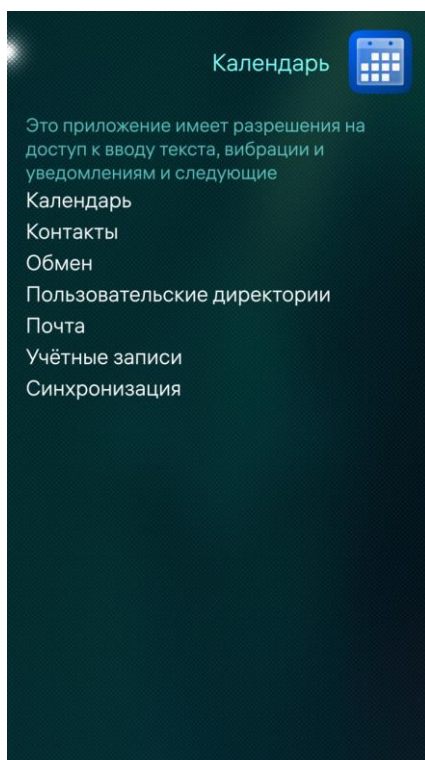 Календарь
Это приложение имеет разрешения на
доступ к вводу текста, вибрации и
уведомлениям и следующие
Календарь
Контакты
Обмен
Пользовательские директории
Почта
Учётные записи
Синхронизация